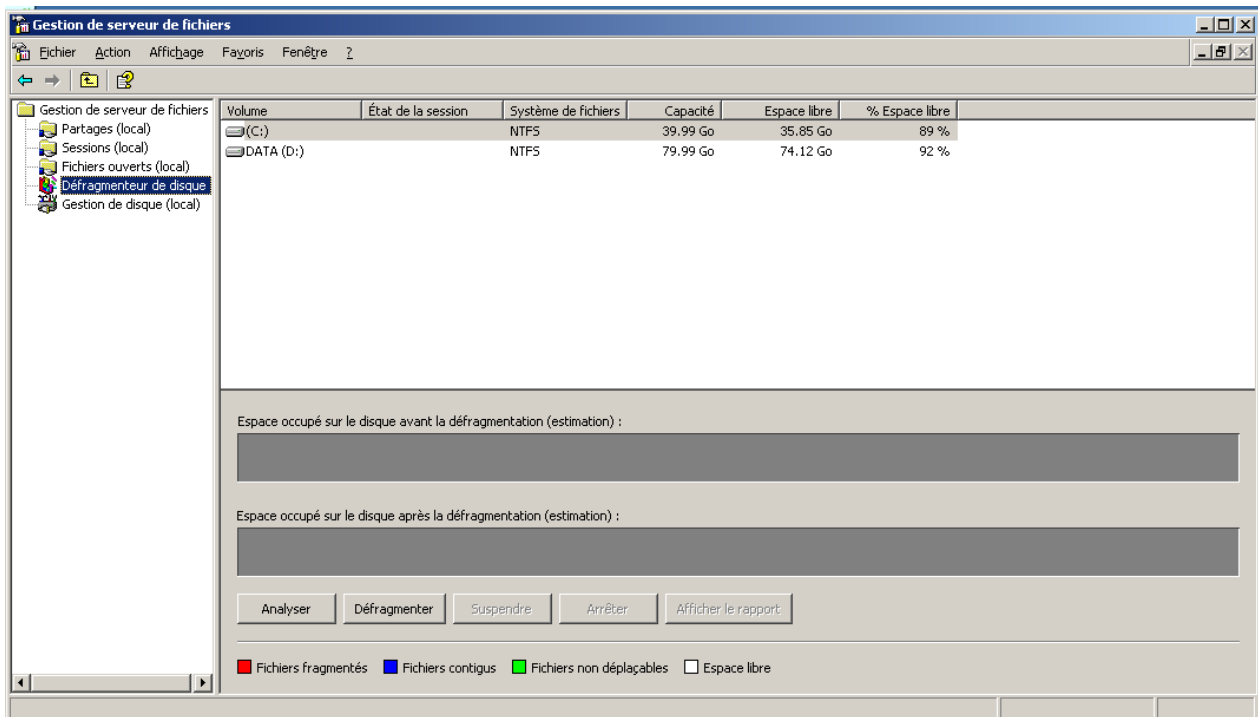 Gestion de serveur de fichiers
Fichier Action Affichage Favoris Fenêtre ?
Gestion de serveur de fichiers
Partages (local)
Sessions (local)
Fichiers ouverts (local)
Défragmenteur de disque
Gestion de disque (local)
Volume État de la session Système de fichiers Capacité Espace libre % Espace libre
(C:) NTFS 39.99 Go 35.85 Go 89 %
DATA (D:) NTFS 79.99 Go 74.12 Go 92 %
Espace occupé sur le disque avant la défragmentation (estimation) :
Espace occupé sur le disque après la défragmentation (estimation) :
Analyser Défragmenter Suspendre Arrêter Afficher le rapport
Fichiers fragmentés Fichiers contigus Fichiers non déplaçables Espace libre